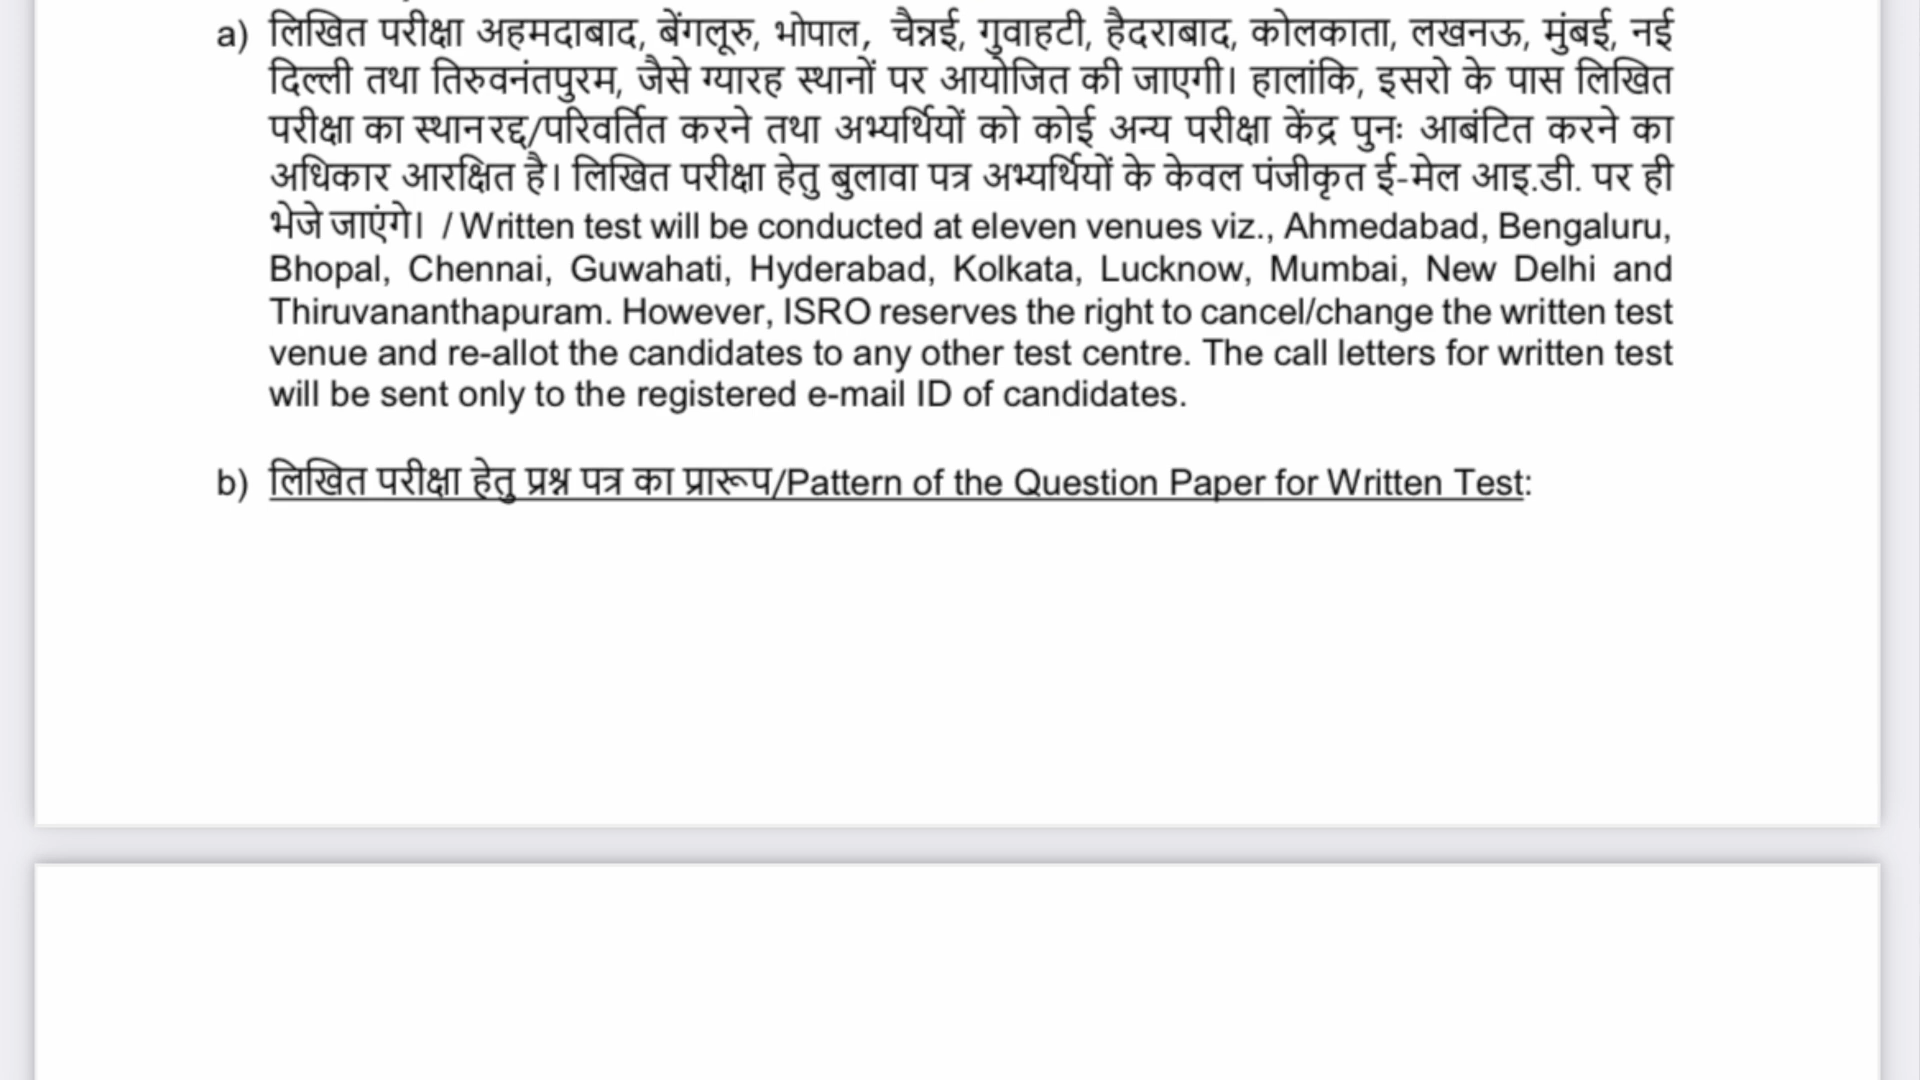 a) लिखित परीक्षा अहमदाबाद, बेंगलूरु, भोपाल, चैन्नई, गुवाहटी, हैदराबाद, कोलकाता, लखनऊ, मुंबई, नई
दिल्ली तथा तिरुवनंतपुरम, जैसे ग्यारह स्थानों पर आयोजित की जाएगी। हालांकि, इसरो के पास लिखित
परीक्षा का स्थान रद्द/परिवर्तित करने तथा अभ्यर्थियों को कोई अन्य परीक्षा केंद्र पुनः आबंटित करने का
अधिकार आरक्षित है। लिखित परीक्षा हेतु बुलावा पत्र अभ्यर्थियों के केवल पंजीकृत ई-मेल आइ.डी. पर ही
भेजे जाएंगे। / Written test will be conducted at eleven venues viz., Ahmedabad, Bengaluru,
Bhopal, Chennai, Guwahati, Hyderabad, Kolkata, Lucknow, Mumbai, New Delhi and
Thiruvananthapuram. However, ISRO reserves the right to cancel/change the written test
venue and re-allot the candidates to any other test centre. The call letters for written test
will be sent only to the registered e-mail ID of candidates.
b) लिखित परीक्षा हेतु प्रश्न पत्र का प्रारूप/Pattern of the Question Paper for Written Test: